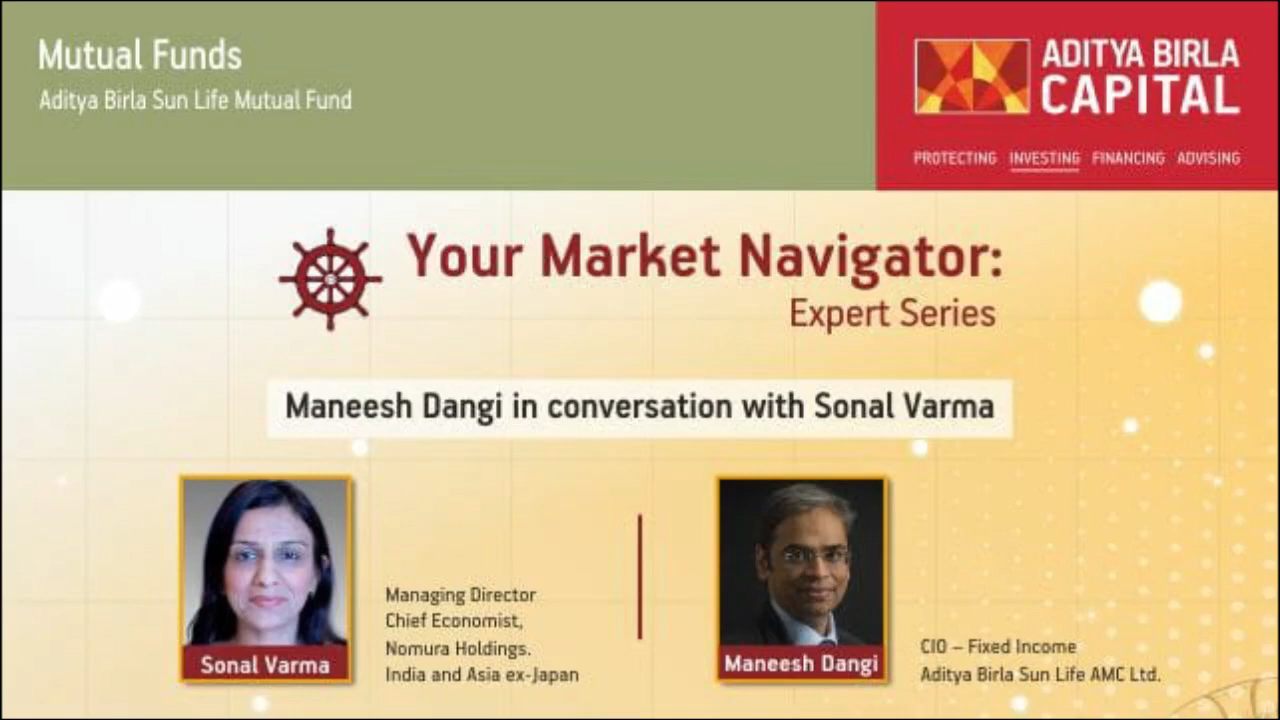 Mutual Funds
Aditya Birla Sun Life Mutual Fund
ADITYA BIRLA
CAPITAL
PROTECTING INVESTING FINANCING ADVISING
Your Market Navigator:
Expert Series
Maneesh Dangi in conversation with Sonal Varma
Sonal Varma
Managing Director
Chief Economist,
Nomura Holdings.
India and Asia ex-Japan
Maneesh Dangi
CIO – Fixed Income
Aditya Birla Sun Life AMC Ltd.